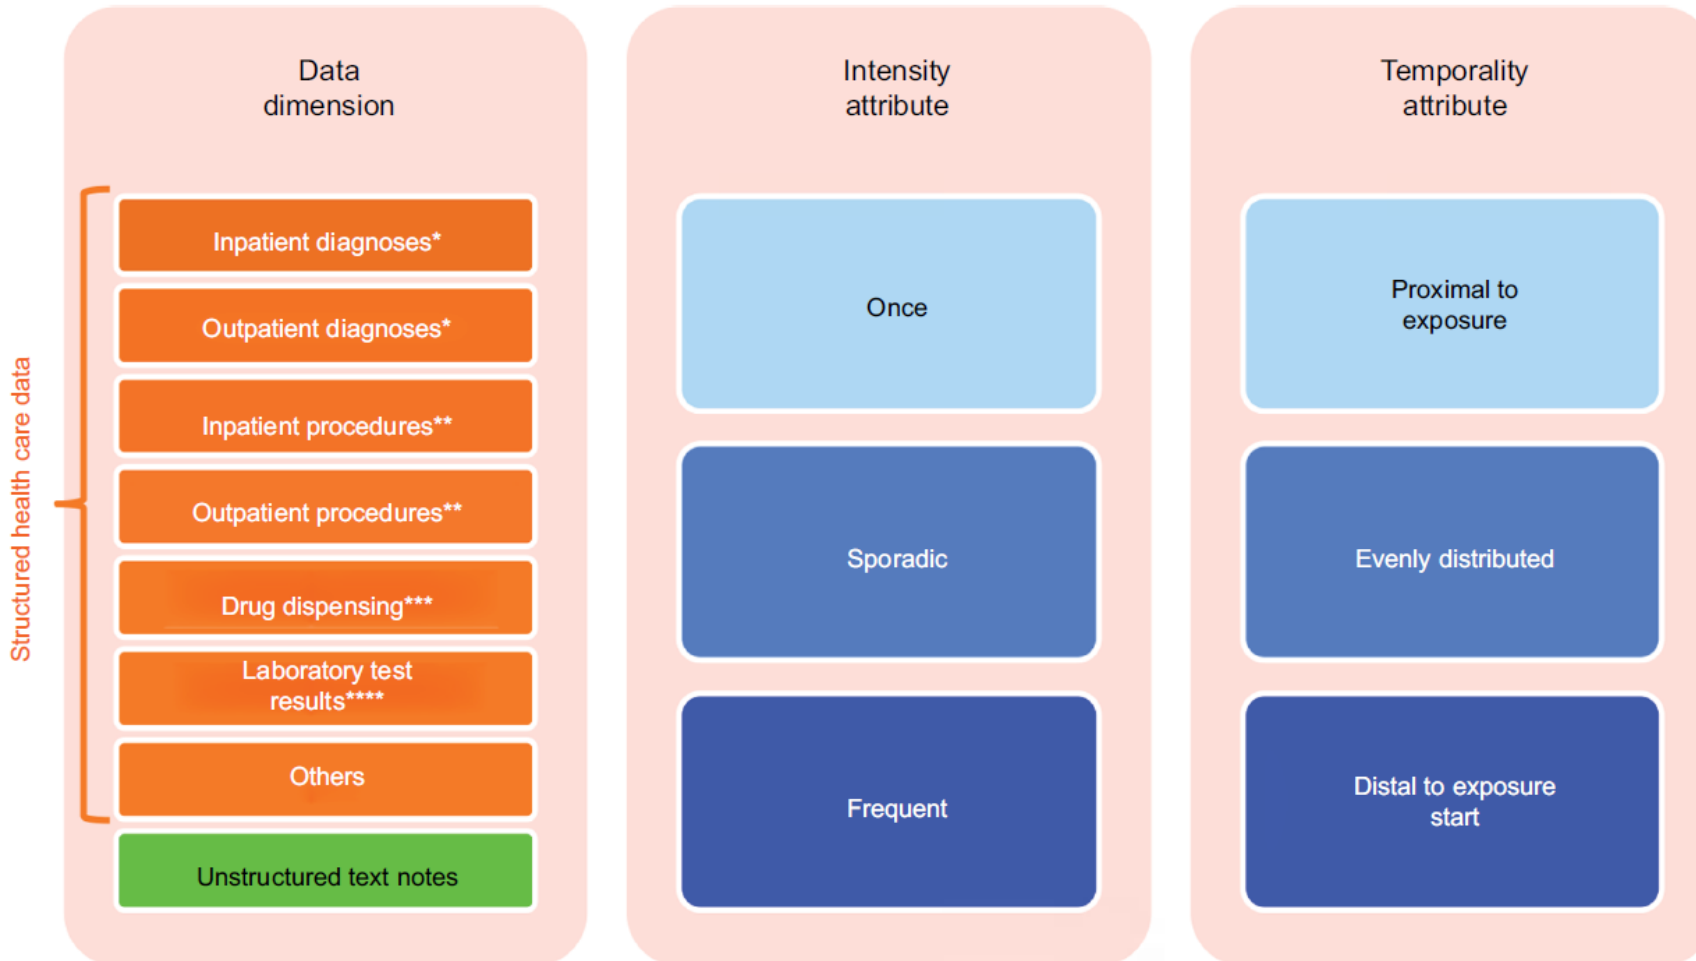 Data
dimension
Structured health care data
Inpatient diagnoses*
Outpatient diagnoses*
Inpatient procedures**
Outpatient procedures**
Drug dispensing***
Laboratory test
results****
Others
Unstructured text notes
Intensity
attribute
Once
Sporadic
Frequent
Temporality
attribute
Proximal to
exposure
Evenly distributed
Distal to exposure
start